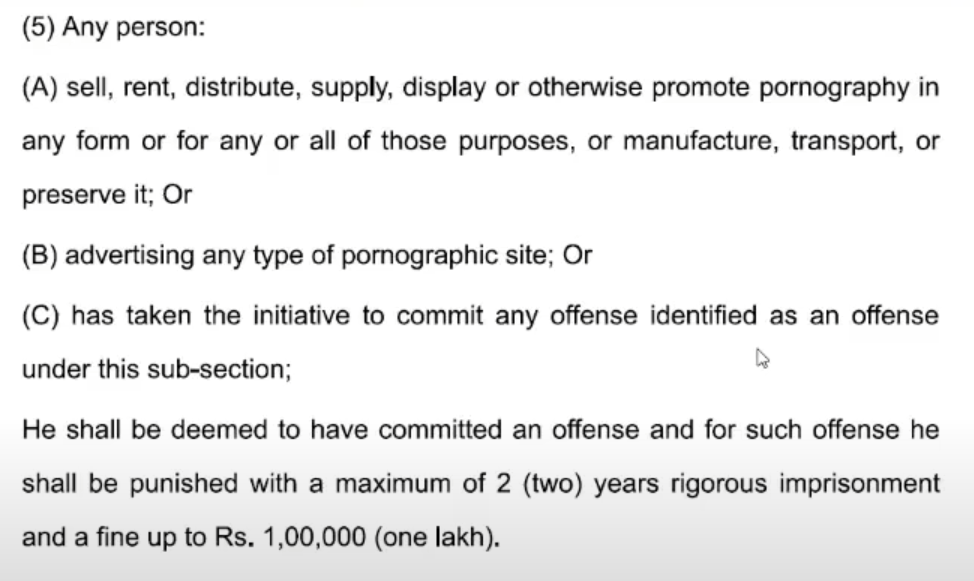 (5) Any person:
(A) sell, rent, distribute, supply, display or otherwise promote pornography in
any form or for any or all of those purposes, or manufacture, transport, or
preserve it; Or
(B) advertising any type of pornographic site; Or
(C) has taken the initiative to commit any offense identified as an offense
under this sub-section;
He shall be deemed to have committed an offense and for such offense he
shall be punished with a maximum of 2 (two) years rigorous imprisonment
and a fine up to Rs. 1,00,000 (one lakh).